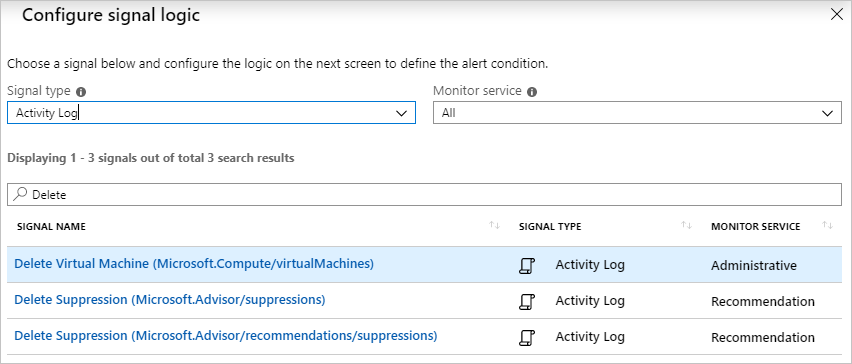 Configure signal logic
Choose a signal below and configure the logic on the next screen to define the alert condition.
Signal type Monitor service
Activity Log All
Displaying 1 - 3 signals out of total 3 search results
Delete
SIGNAL NAME SIGNAL TYPE MONITOR SERVICE
Delete Virtual Machine (Microsoft.Compute/virtualMachines) Activity Log Administrative
Delete Suppression (Microsoft.Advisor/suppressions) Activity Log Recommendation
Delete Suppression (Microsoft.Advisor/recommendations/suppressions) Activity Log Recommendation